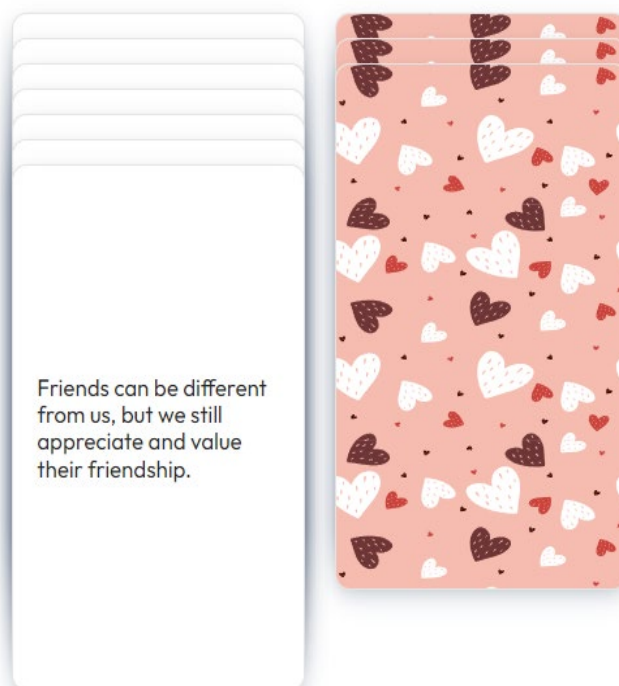 Friends can be different
from us, but we still
appreciate and value
their friendship.